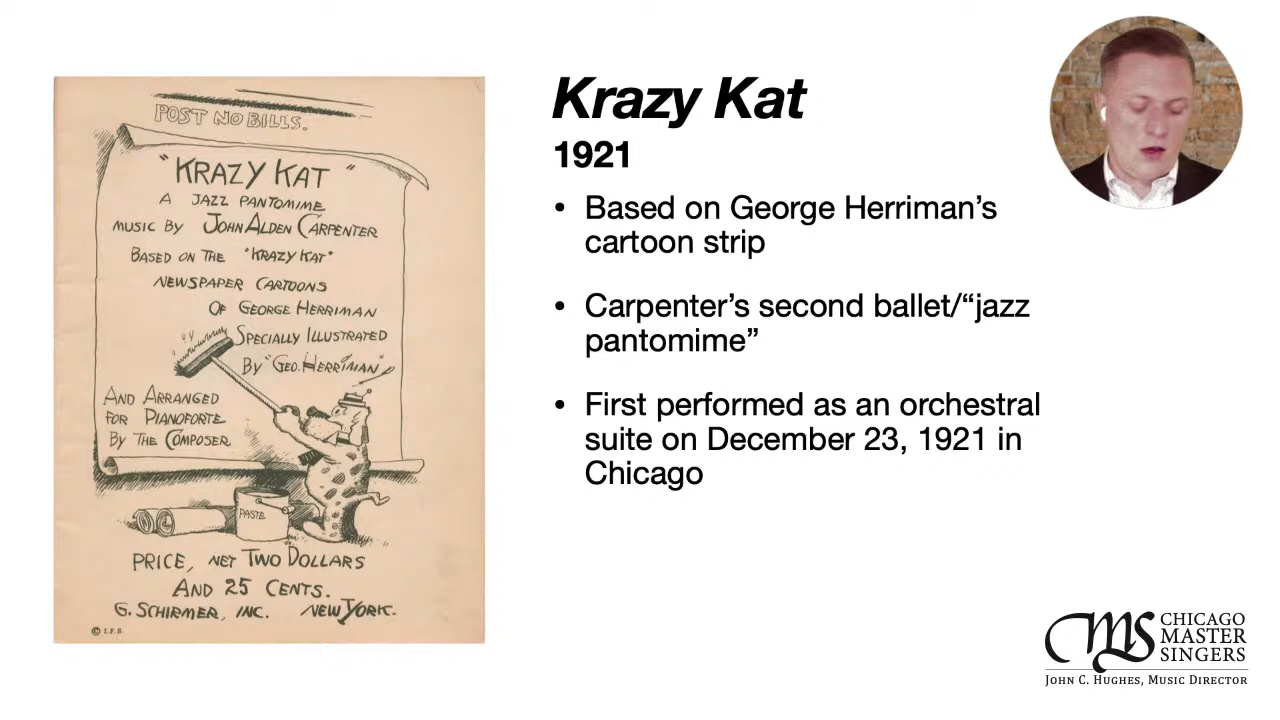 POST NO BILLS.
"KRAZY KAT"
A JAZZ PANTOMIME
MUSIC BY JOHN ALDEN CARPENTER
BASED ON THE "KRAZY KAT"
NEWSPAPER CARTOONS
OF GEORGE HERRIMAN
SPECIALLY ILLUSTRATED
BY "GEO. HERRIMAN"
AND ARRANGED
FOR PIANOFORTE
BY THE COMPOSER
PASTE
PRICE, NET TWO DOLLARS
AND 25 CENTS.
G. SCHIRMER, INC. NEW YORK.
© I.F.S.
Krazy Kat
1921
• Based on George Herriman’s
cartoon strip
• Carpenter’s second ballet/“jazz
pantomime”
• First performed as an orchestral
suite on December 23, 1921 in
Chicago
CMS CHICAGO
MASTER
SINGERS
JOHN C. HUGHES, MUSIC DIRECTOR